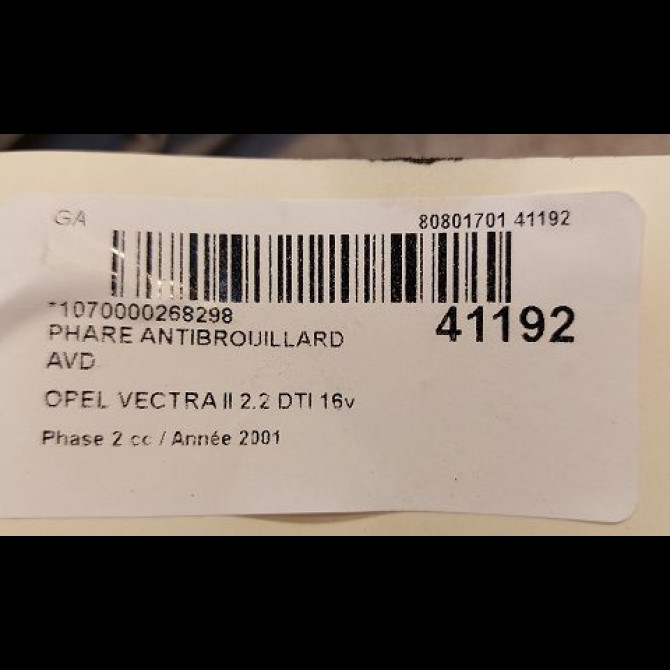 GA 80801701 41192
*1070000268298 41192
PHARE ANTIBROUILLARD
AVD
OPEL VECTRA II 2.2 DTI 16v
Phase 2 cc / Année 2001